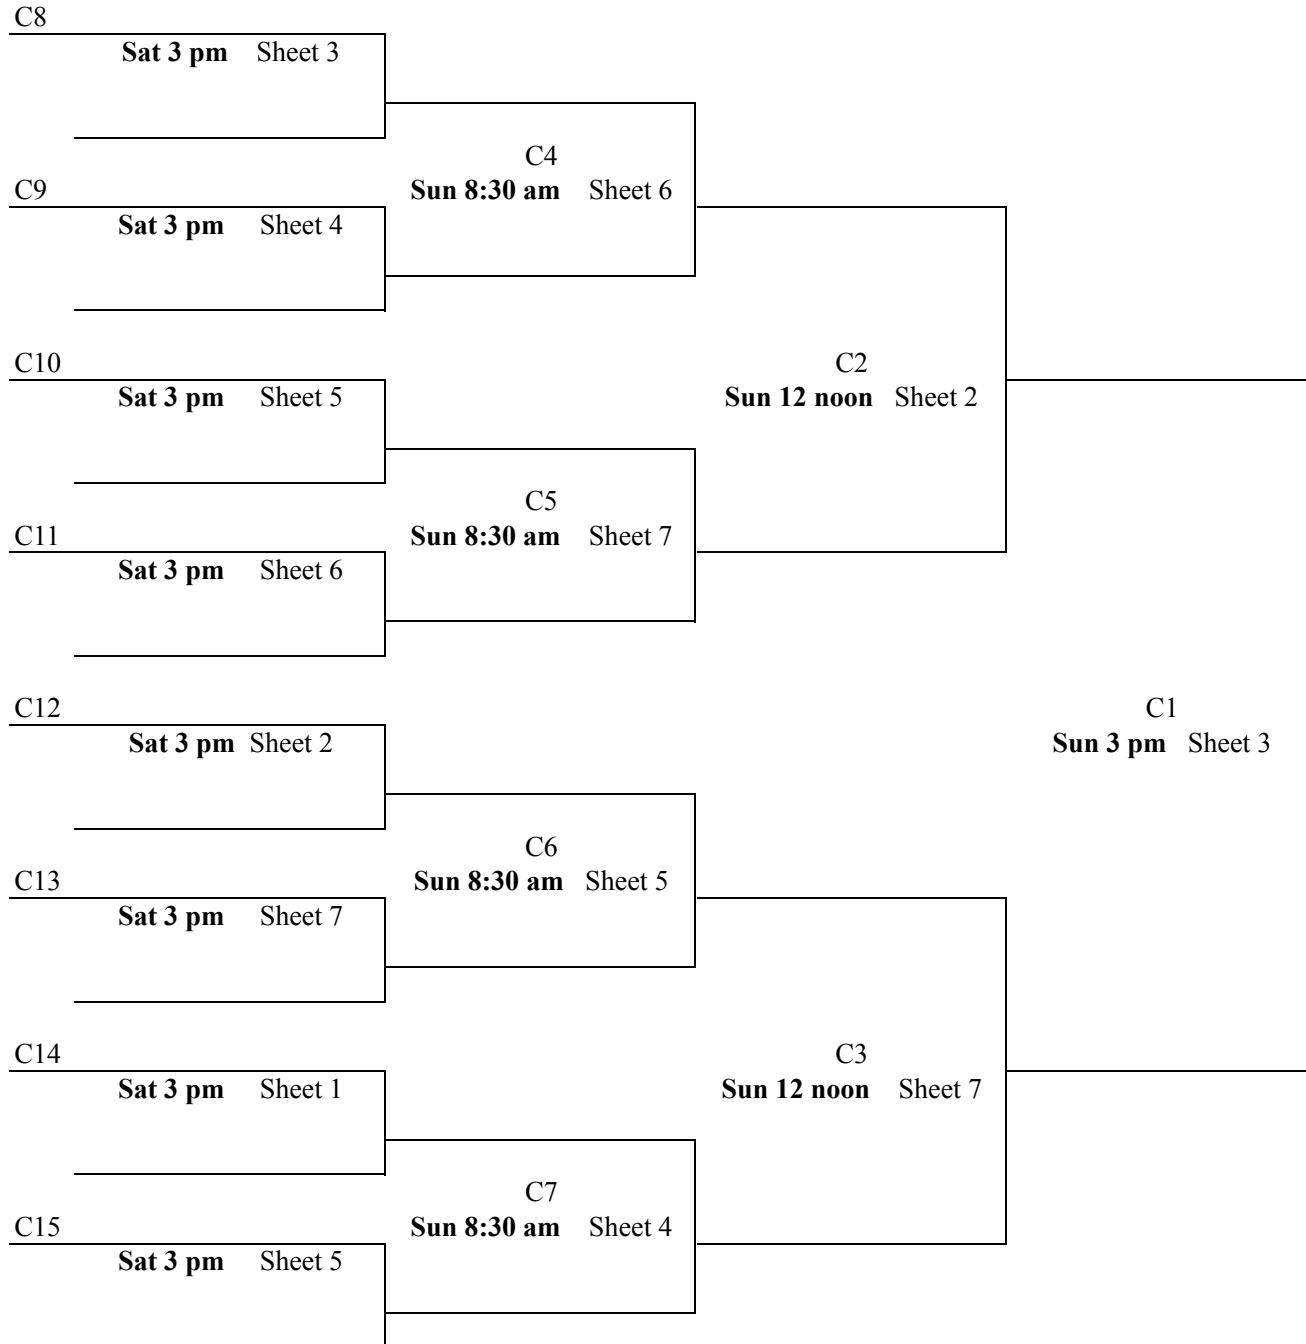 C8
Sat 3 pm Sheet 3
C4
C9
Sun 8:30 am Sheet 6
Sat 3 pm Sheet 4
C10
C2
Sat 3 pm Sheet 5
Sun 12 noon Sheet 2
C5
C11
Sun 8:30 am Sheet 7
Sat 3 pm Sheet 6
C12
C1
Sat 3 pm Sheet 2
Sun 3 pm Sheet 3
C6
C13
Sun 8:30 am Sheet 5
Sat 3 pm Sheet 7
C14
C3
Sat 3 pm Sheet 1
Sun 12 noon Sheet 7
C7
C15
Sun 8:30 am Sheet 4
Sat 3 pm Sheet 5